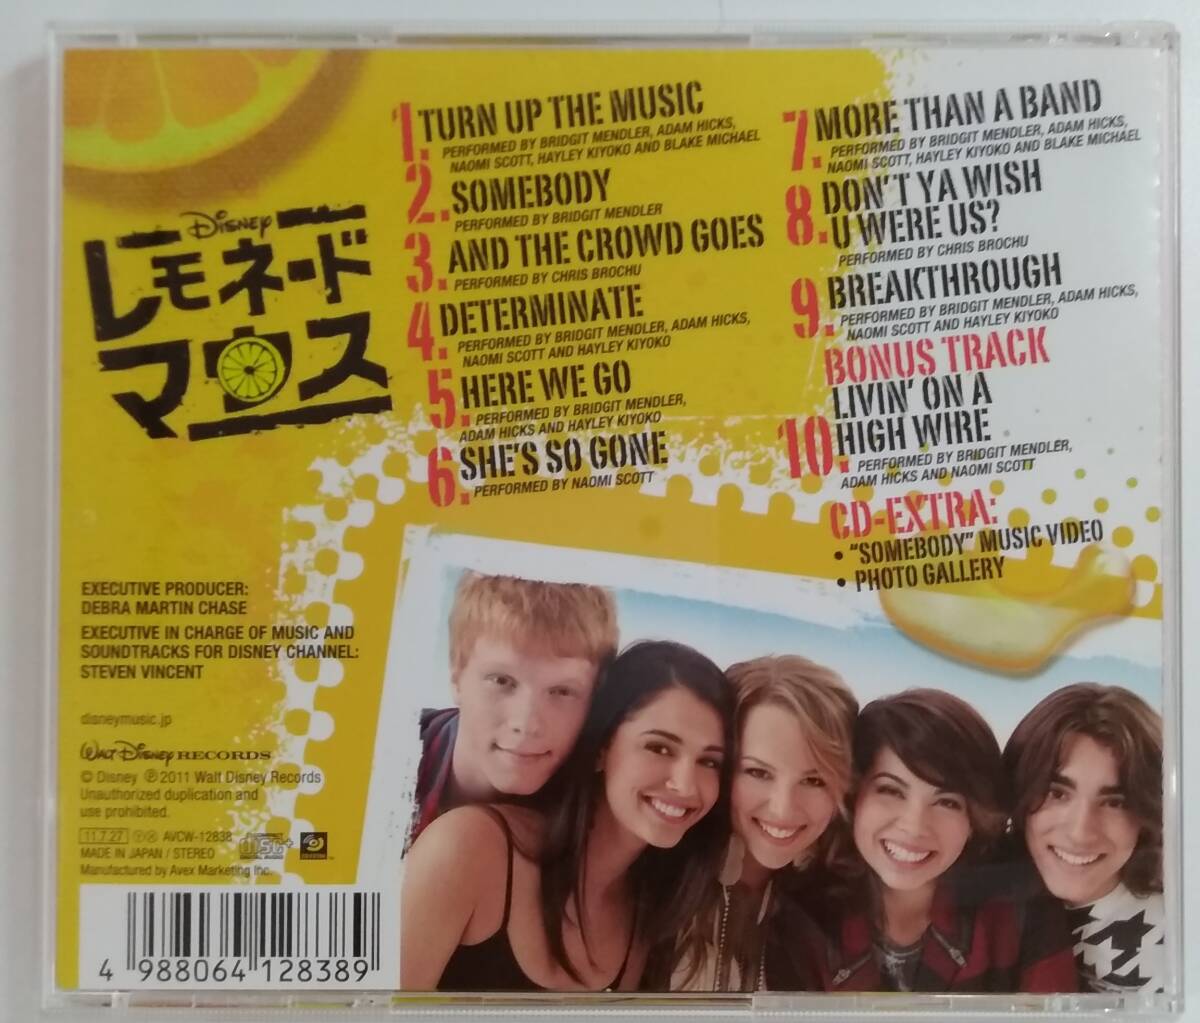 Disney
レモネード
マウス
1. TURN UP THE MUSIC
PERFORMED BY BRIDGIT MENDLER, ADAM HICKS,
NAOMI SCOTT, HAYLEY KIYOKO AND BLAKE MICHAEL
2. SOMEBODY
PERFORMED BY BRIDGIT MENDLER
3. AND THE CROWD GOES
PERFORMED BY CHRIS BROCHU
4. DETERMINATE
PERFORMED BY BRIDGIT MENDLER, ADAM HICKS,
NAOMI SCOTT AND HAYLEY KIYOKO
5. HERE WE GO
PERFORMED BY BRIDGIT MENDLER,
ADAM HICKS AND HAYLEY KIYOKO
6. SHE'S SO GONE
PERFORMED BY NAOMI SCOTT
7. MORE THAN A BAND
PERFORMED BY BRIDGIT MENDLER, ADAM HICKS,
NAOMI SCOTT, HAYLEY KIYOKO AND BLAKE MICHAEL
8. DON'T YA WISH
U WERE US?
PERFORMED BY CHRIS BROCHU
9. BREAKTHROUGH
PERFORMED BY BRIDGIT MENDLER, ADAM HICKS,
NAOMI SCOTT AND HAYLEY KIYOKO
BONUS TRACK
LIVIN' ON A
10. HIGH WIRE
PERFORMED BY BRIDGIT MENDLER,
ADAM HICKS AND NAOMI SCOTT
CD-EXTRA:
• "SOMEBODY" MUSIC VIDEO
• PHOTO GALLERY
EXECUTIVE PRODUCER:
DEBRA MARTIN CHASE
EXECUTIVE IN CHARGE OF MUSIC AND
SOUNDTRACKS FOR DISNEY CHANNEL:
STEVEN VINCENT
disneymusic.jp
Walt Disney RECORDS
© Disney ℗ 2011 Walt Disney Records
Unauthorized duplication and
use prohibited.
11.7.27 Ⓨ Ⓧ AVCW-12838
MADE IN JAPAN / STEREO
Manufactured by Avex Marketing Inc.
4 988064 128389